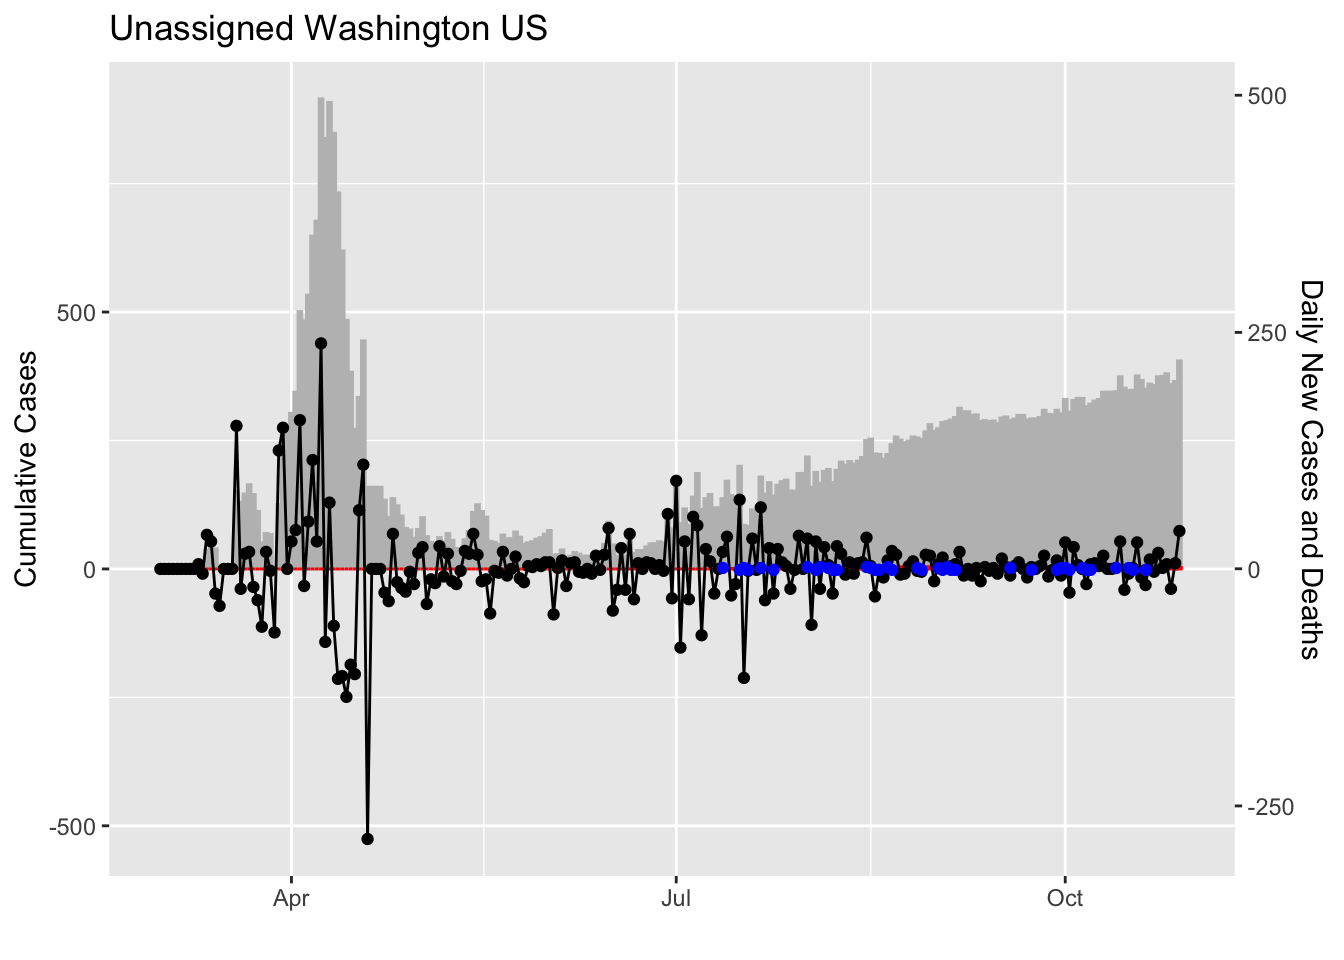 Unassigned Washington US
500
0
-500
Cumulative Cases
500
250
0
-250
Daily New Cases and Deaths
Apr
Jul
Oct